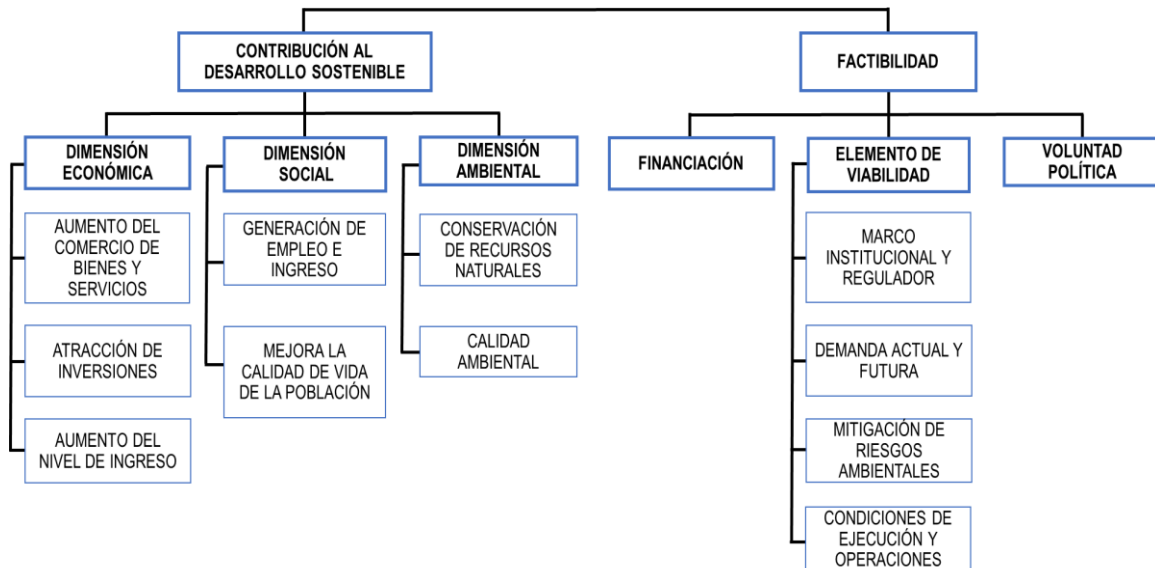 CONTRIBUCIÓN AL
DESARROLLO SOSTENIBLE
FACTIBILIDAD
DIMENSIÓN
ECONÓMICA
DIMENSIÓN
SOCIAL
DIMENSIÓN
AMBIENTAL
FINANCIACIÓN
ELEMENTO DE
VIABILIDAD
VOLUNTAD
POLÍTICA
AUMENTO DEL
COMERCIO DE
BIENES Y
SERVICIOS
GENERACIÓN DE
EMPLEO E
INGRESO
CONSERVACIÓN
DE RECURSOS
NATURALES
MARCO
INSTITUCIONAL Y
REGULADOR
ATRACCIÓN DE
INVERSIONES
MEJORA LA
CALIDAD DE VIDA
DE LA POBLACIÓN
CALIDAD
AMBIENTAL
DEMANDA ACTUAL Y
FUTURA
AUMENTO DEL
NIVEL DE INGRESO
MITIGACIÓN DE
RIESGOS
AMBIENTALES
CONDICIONES DE
EJECUCIÓN Y
OPERACIONES